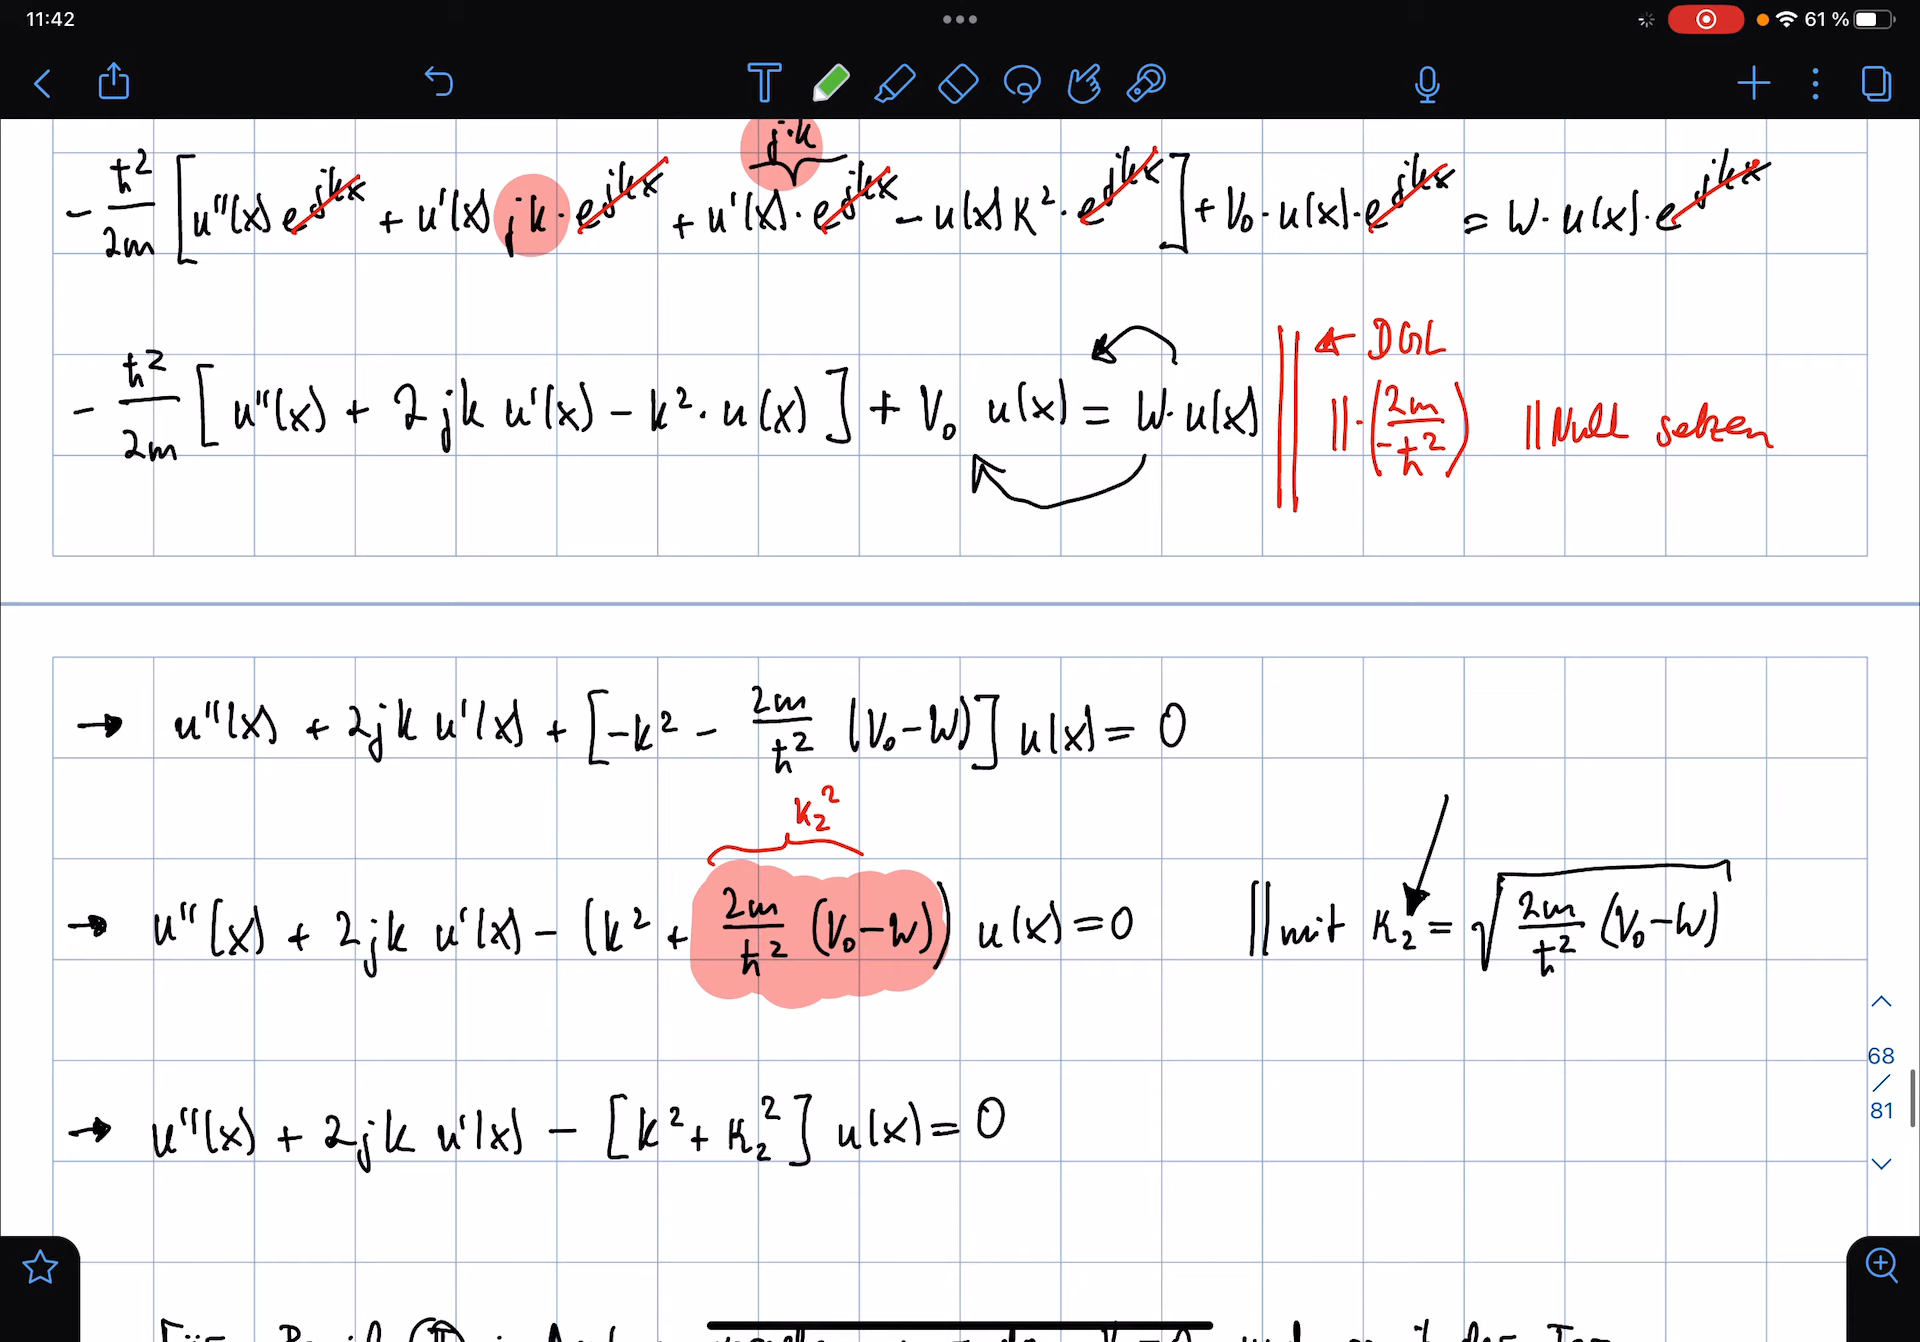 11:42
61 %
j·k
-ħ²/2m [u''(x) e^jkx + u'(x) jk · e^jkx + u'(x) · e^jkx - u(x) k² · e^jkx] + V₀ · u(x) · e^jkx = W · u(x) · e^jkx
-ħ²/2m [u''(x) + 2jk u'(x) - k² · u(x)] + V₀ u(x) = W · u(x) || ← DGL
|| · (2m/-ħ²) || Null setzen
→ u''(x) + 2jk u'(x) + [-k² - 2m/ħ² (V₀-W)] u(x) = 0
K₂²
→ u''(x) + 2jk u'(x) - (k² + 2m/ħ² (V₀-W)) u(x) = 0 || mit K₂ = √(2m/ħ² (V₀-W))
→ u''(x) + 2jk u'(x) - [k² + K₂²] u(x) = 0
68
/
81